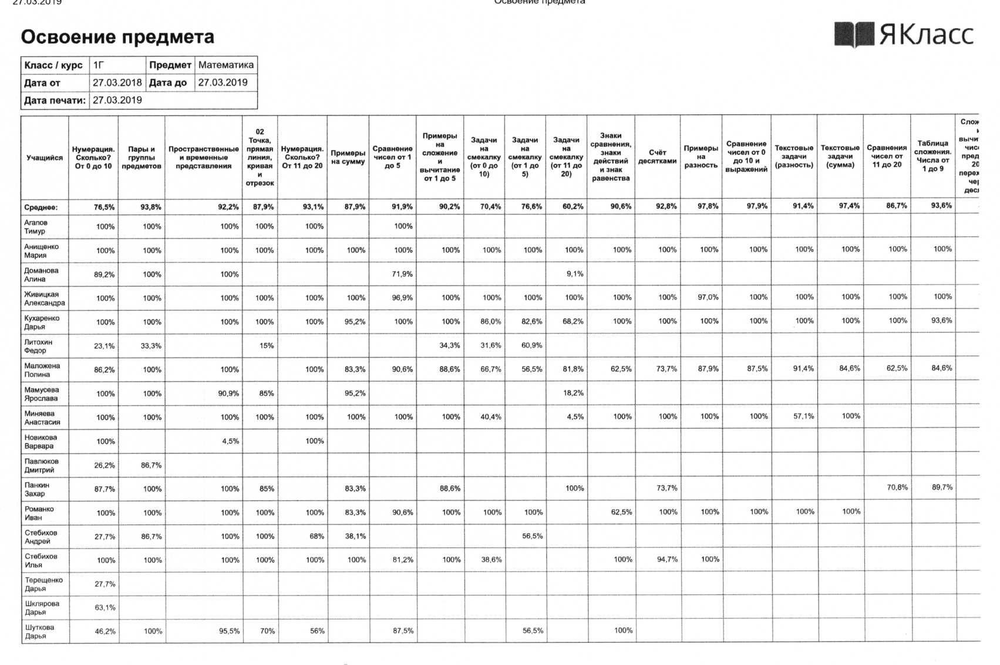 27.03.2019 Освоение предмета
Освоение предмета
ЯКласс
Класс / курс 1Г Предмет Математика
Дата от 27.03.2018 Дата до 27.03.2019
Дата печати: 27.03.2019
Учащийся
Нумерация.
Сколько?
От 0 до 10
Пары и
группы
предметов
Пространственные
и временные
представления
02
Точка,
прямая
линия,
кривая
и
отрезок
Нумерация.
Сколько?
От 11 до 20
Примеры
на сумму
Сравнение
чисел от 1
до 5
Примеры
на
сложение
и
вычитание
от 1 до 5
Задачи
на
смекалку
(от 0 до
10)
Задачи
на
смекалку
(от 1 до
5)
Задачи
на
смекалку
(от 11 до
20)
Знаки
сравнения,
знаки
действий
и знак
равенства
Счёт
десятками
Примеры
на
разность
Сравнение
чисел от 0
до 10 и
выражений
Текстовые
задачи
(разность)
Текстовые
задачи
(сумма)
Сравнения
чисел от
11 до 20
Таблица
сложения.
Числа от
1 до 9
Среднее: 76,5% 93,8% 92,2% 87,9% 93,1% 87,9% 91,9% 90,2% 70,4% 76,6% 60,2% 90,6% 92,8% 97,8% 97,9% 91,4% 97,4% 86,7% 93,6%
Агапов
Тимур
100% 100% 100% 100% 100% 100%
Анищенко
Мария
100% 100% 100% 100% 100% 100% 100% 100% 100% 100% 100% 100% 100% 100% 100% 100% 100% 100% 100%
Доманова
Алина
89,2% 100% 100% 71,9% 9,1%
Живицкая
Александра
100% 100% 100% 100% 100% 100% 96,9% 100% 100% 100% 100% 100% 100% 97,0% 100% 100% 100% 100% 100%
Кухаренко
Дарья
100% 100% 100% 100% 100% 95,2% 100% 100% 86,0% 82,6% 68,2% 100% 100% 100% 100% 100% 100% 100% 93,6%
Литохин
Федор
23,1% 33,3% 15% 34,3% 31,6% 60,9%
Маложена
Полина
86,2% 100% 100% 100% 83,3% 90,6% 88,6% 66,7% 56,5% 81,8% 62,5% 73,7% 87,9% 87,5% 91,4% 84,6% 62,5% 84,6%
Мамусева
Ярослава
100% 100% 90,9% 85% 95,2% 18,2%
Миняева
Анастасия
100% 100% 100% 100% 100% 100% 100% 100% 40,4% 4,5% 100% 100% 100% 100% 57,1% 100%
Новикова
Варвара
100% 4,5% 100%
Павлюков
Дмитрий
26,2% 86,7%
Панкин
Захар
87,7% 100% 100% 85% 83,3% 88,6% 100% 73,7% 70,8% 89,7%
Романко
Иван
100% 100% 100% 100% 100% 83,3% 90,6% 100% 100% 100% 62,5% 100% 100% 100% 100% 100%
Стебихов
Андрей
27,7% 86,7% 100% 100% 68% 38,1% 56,5%
Стебихов
Илья
100% 100% 100% 100% 100% 100% 81,2% 100% 38,6% 100% 94,7% 100%
Терещенко
Дарья
27,7%
Шклярова
Дарья
63,1%
Шуткова
Дарья
46,2% 100% 95,5% 70% 56% 87,5% 56,5% 100%